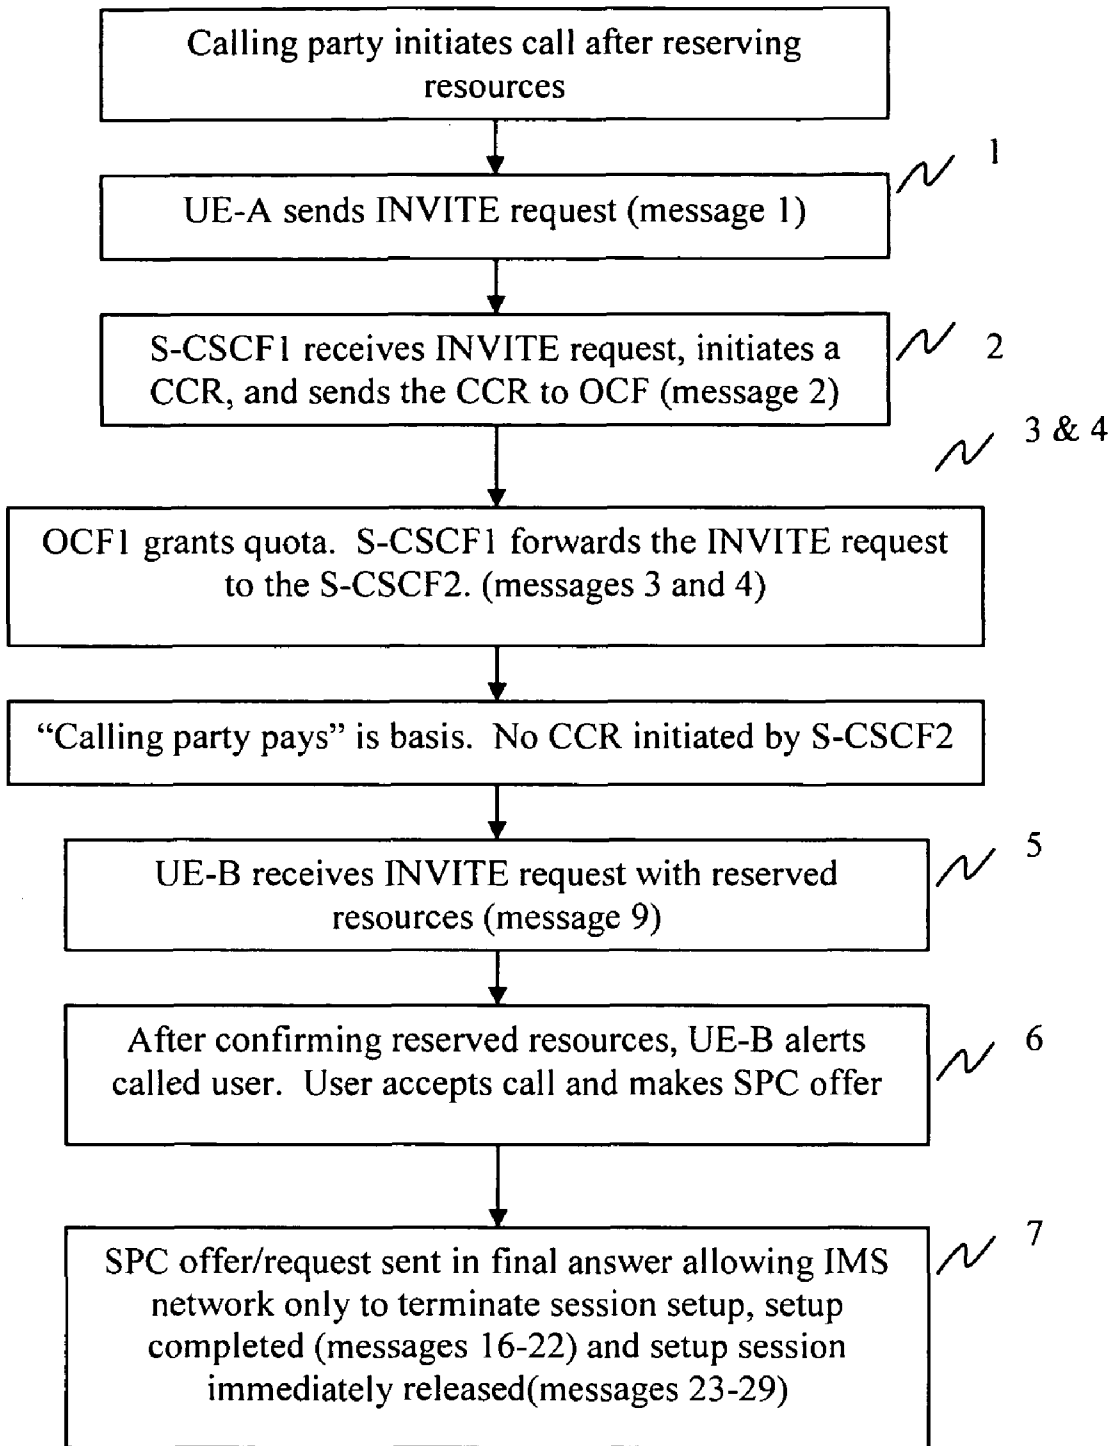 Calling party initiates call after reserving
resources
1
UE-A sends INVITE request (message 1)
S-CSCF1 receives INVITE request, initiates a
CCR, and sends the CCR to OCF (message 2)
2
3 & 4
OCF1 grants quota. S-CSCF1 forwards the INVITE request
to the S-CSCF2. (messages 3 and 4)
“Calling party pays” is basis. No CCR initiated by S-CSCF2
5
UE-B receives INVITE request with reserved
resources (message 9)
After confirming reserved resources, UE-B alerts
called user. User accepts call and makes SPC offer
6
7
SPC offer/request sent in final answer allowing IMS
network only to terminate session setup, setup
completed (messages 16-22) and setup session
immediately released(messages 23-29)